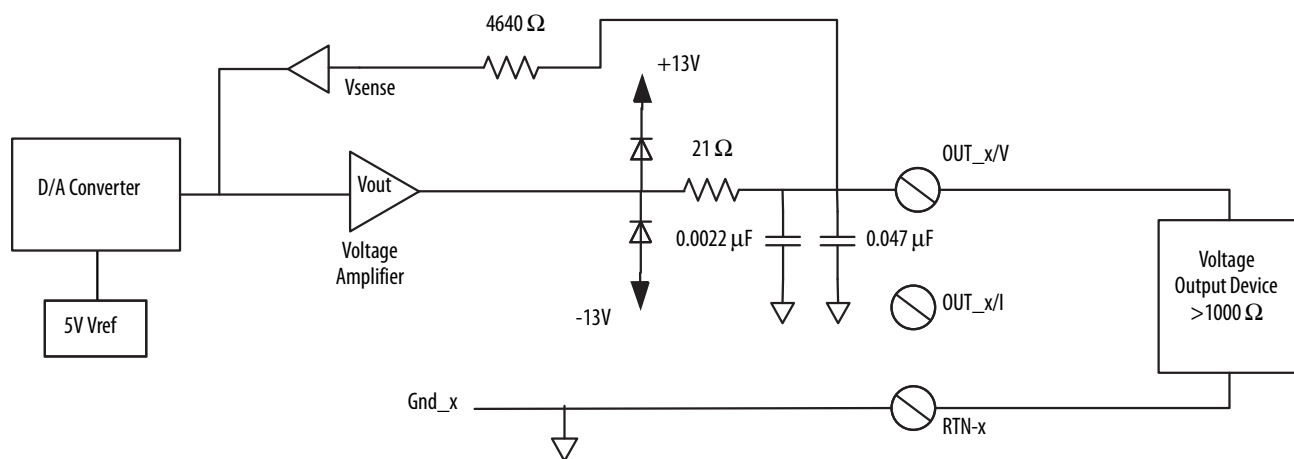 4640 Ω
Vsense
+13V
21 Ω
OUT_x/V
D/A Converter
Vout
Voltage
Amplifier
0.0022 µF
0.047 µF
Voltage
Output Device
>1000 Ω
OUT_x/I
5V Vref
-13V
Gnd_x
RTN-x